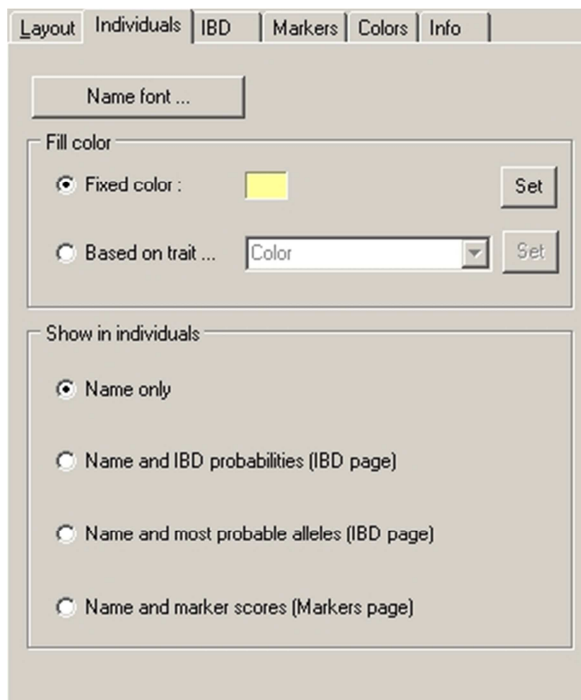 Layout Individuals IBD Markers Colors Info
Name font ...
Fill color
Fixed color : Set
Based on trait ... Color Set
Show in individuals
Name only
Name and IBD probabilities (IBD page)
Name and most probable alleles (IBD page)
Name and marker scores (Markers page)